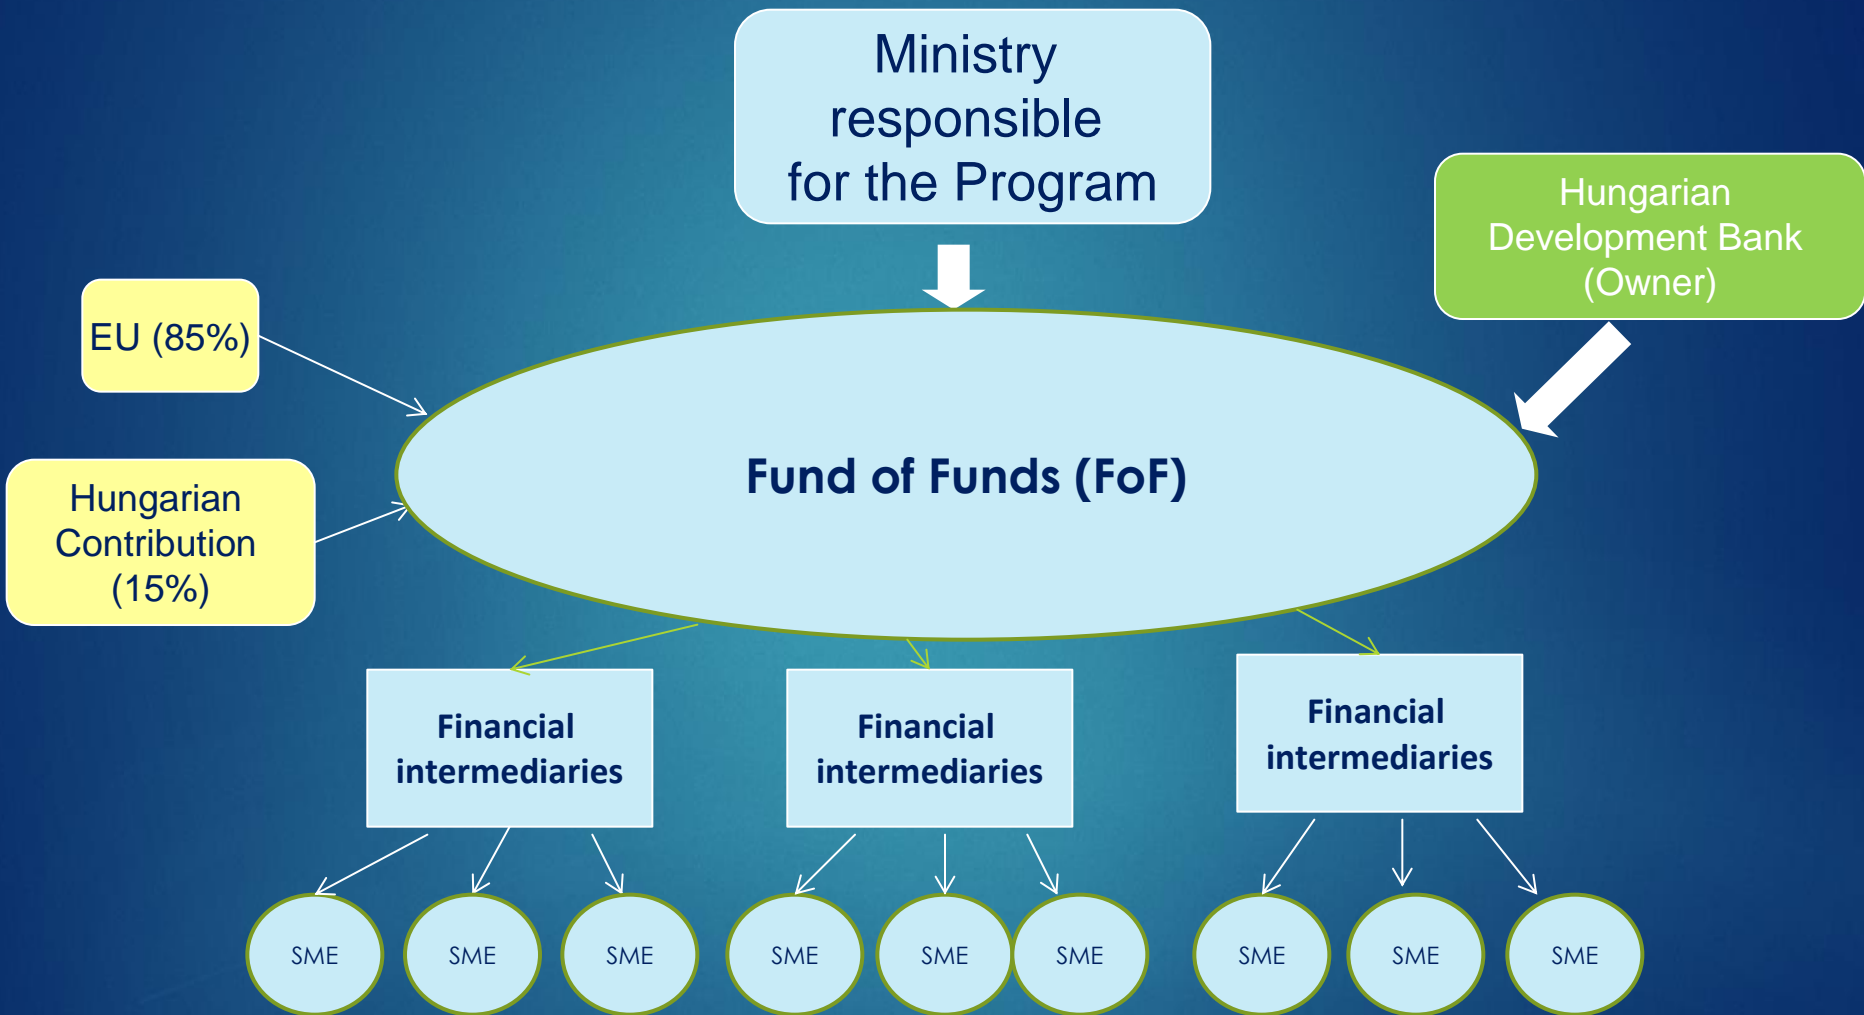 Ministry
responsible
for the Program
Hungarian
Development Bank
(Owner)
EU (85%)
Hungarian
Contribution
(15%)
Fund of Funds (FoF)
Financial
intermediaries
Financial
intermediaries
Financial
intermediaries
SME
SME
SME
SME
SME
SME
SME
SME
SME